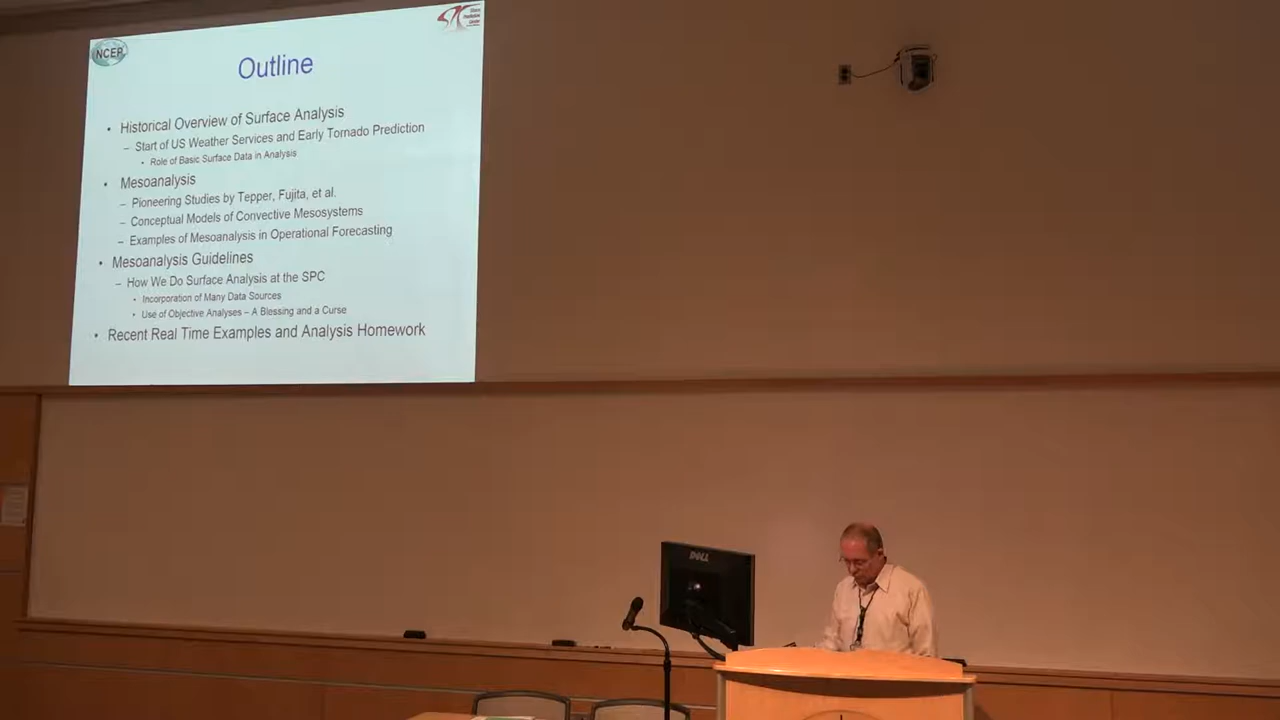 NCEP
Outline
• Historical Overview of Surface Analysis
– Start of US Weather Services and Early Tornado Prediction
• Role of Basic Surface Data in Analysis
• Mesoanalysis
– Pioneering Studies by Tepper, Fujita, et al.
– Conceptual Models of Convective Mesosystems
– Examples of Mesoanalysis in Operational Forecasting
• Mesoanalysis Guidelines
– How We Do Surface Analysis at the SPC
• Incorporation of Many Data Sources
• Use of Objective Analyses – A Blessing and a Curse
• Recent Real Time Examples and Analysis Homework
DELL